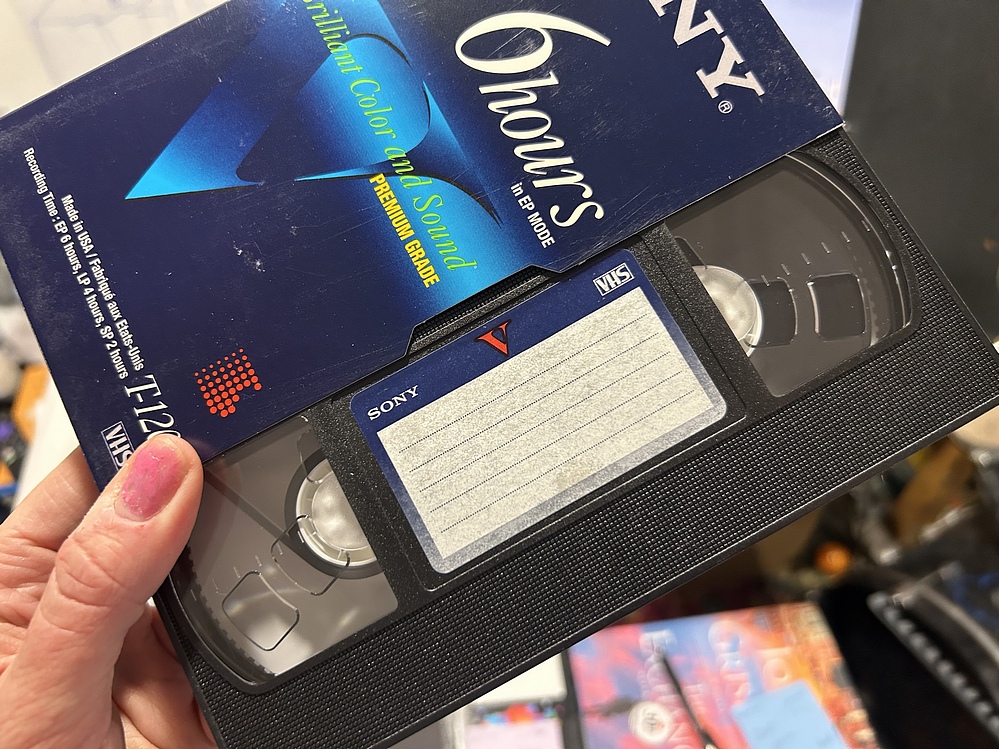 NY®
6 hours
in EP MODE
Brilliant Color and Sound
PREMIUM GRADE
Made in USA / Fabriqué aux Etats-Unis
Recording Time : EP 6 hours, LP 4 hours, SP 2 hours
T-120
VHS
VHS
V
SONY